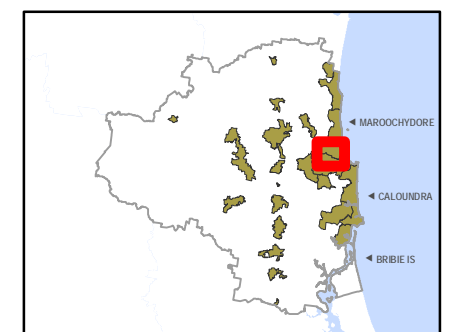 ◄ MAROOCHYDORE
◄ CALOUNDRA
◄ BRIBIE IS